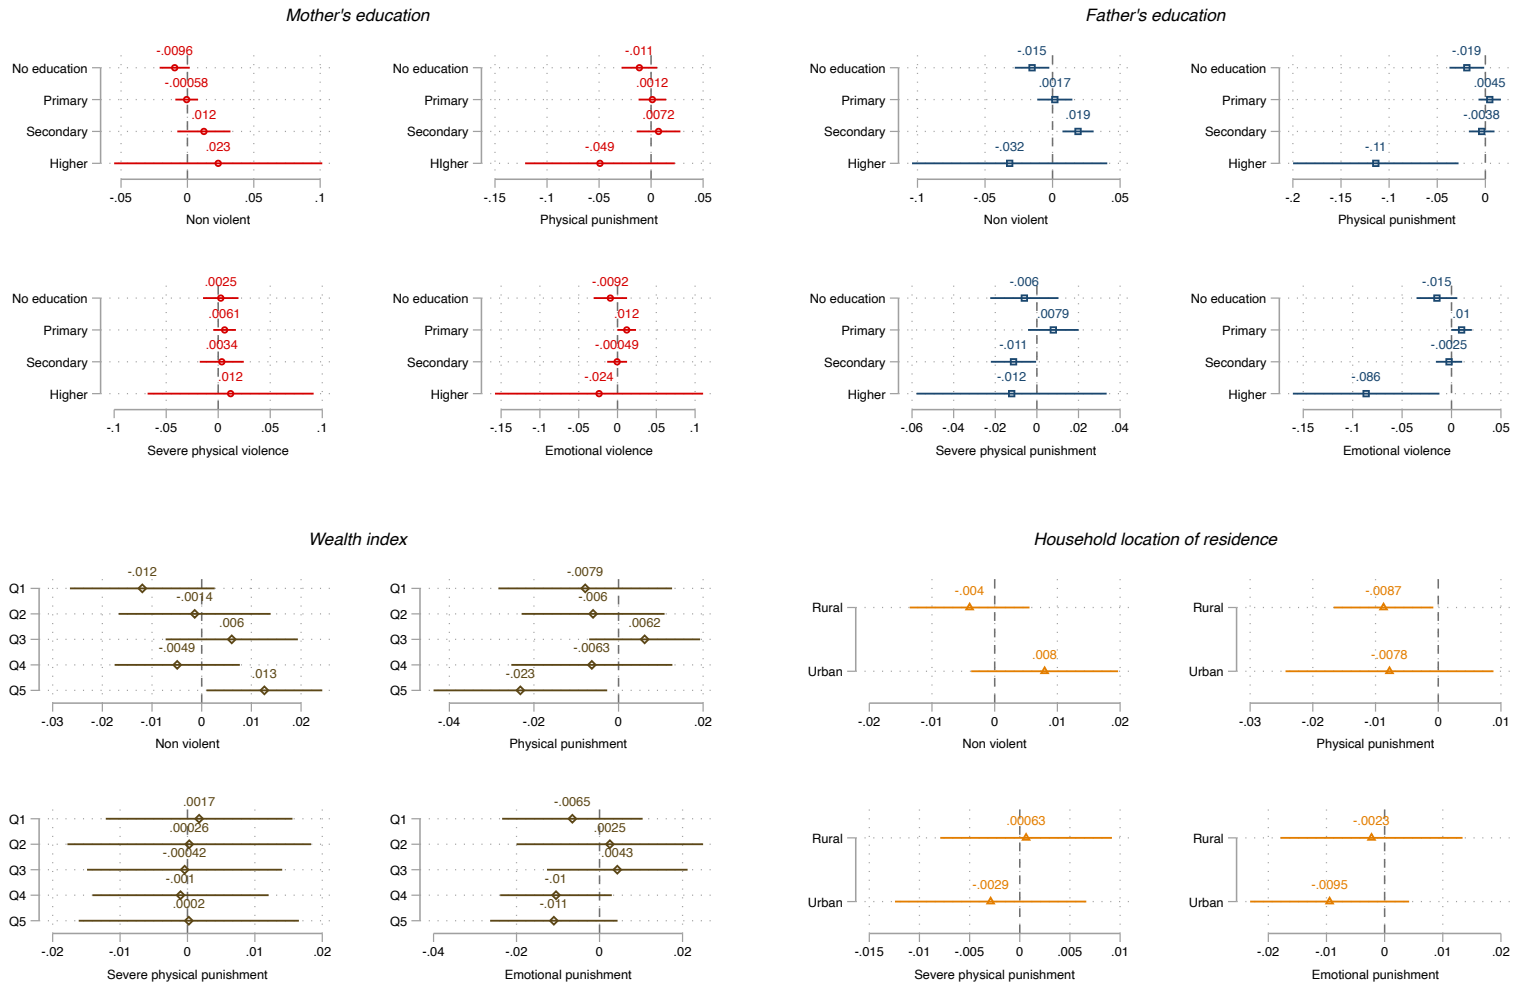 Mother's education
Father's education
-.0096
No education
-.00058
Primary
.012
Secondary
.023
Higher
-.05 0 .05 .1
Non violent
-.011
No education
.0012
Primary
.0072
Secondary
-.049
HIgher
-.15 -.1 -.05 0 .05
Physical punishment
-.015
No education
.0017
Primary
.019
Secondary
-.032
Higher
-.1 -.05 0 .05
Non violent
-.019
No education
.0045
Primary
-.0038
Secondary
-.11
Higher
-.2 -.15 -.1 -.05 0
Physical punishment
.0025
No education
.0061
Primary
.0034
Secondary
.012
Higher
-.1 -.05 0 .05 .1
Severe physical violence
-.0092
No education
.012
Primary
-.00049
Secondary
-.024
Higher
-.15 -.1 -.05 0 .05 .1
Emotional violence
-.006
No education
.0079
Primary
-.011
Secondary
-.012
Higher
-.06 -.04 -.02 0 .02 .04
Severe physical punishment
-.015
No education
.01
Primary
-.0025
Secondary
-.086
Higher
-.15 -.1 -.05 0 .05
Emotional violence
Wealth index
Household location of residence
-.012
Q1
-.0014
Q2
.006
Q3
-.0049
Q4
.013
Q5
-.03 -.02 -.01 0 .01 .02
Non violent
-.0079
Q1
-.006
Q2
.0062
Q3
-.0063
Q4
-.023
Q5
-.04 -.02 0 .02
Physical punishment
-.004
Rural
.008
Urban
-.02 -.01 0 .01 .02
Non violent
-.0087
Rural
-.0078
Urban
-.03 -.02 -.01 0 .01
Physical punishment
.0017
Q1
.00026
Q2
-.00042
Q3
-.001
Q4
.0002
Q5
-.02 -.01 0 .01 .02
Severe physical punishment
-.0065
Q1
.0025
Q2
.0043
Q3
-.01
Q4
-.011
Q5
-.04 -.02 0 .02
Emotional punishment
.00063
Rural
-.0029
Urban
-.015 -.01 -.005 0 .005 .01
Severe physical punishment
-.0023
Rural
-.0095
Urban
-.02 -.01 0 .01 .02
Emotional punishment